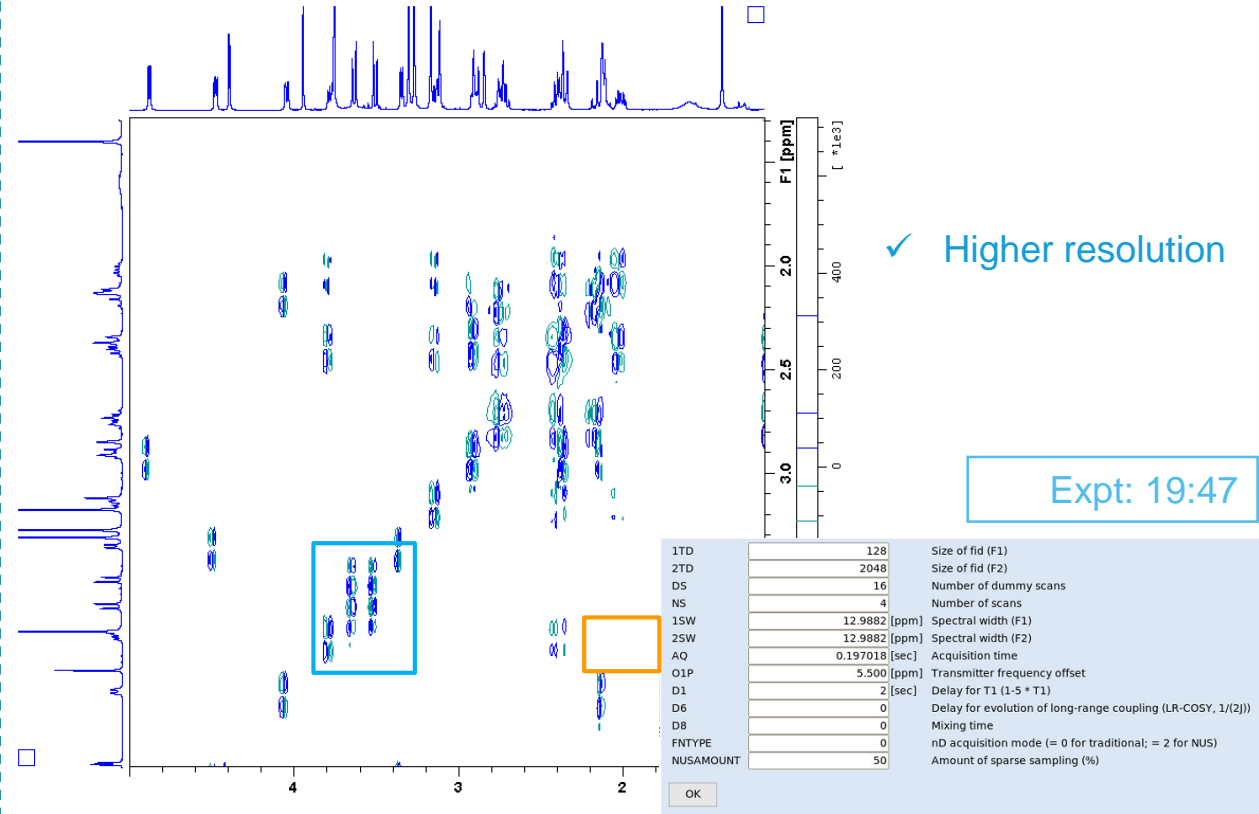 F1 [ppm]
[ *1e3]
2.0
400
✓ Higher resolution
2.5
200
3.0
0
Expt: 19:47
1TD 128 Size of fid (F1)
2TD 2048 Size of fid (F2)
DS 16 Number of dummy scans
NS 4 Number of scans
1SW 12.9882 [ppm] Spectral width (F1)
2SW 12.9882 [ppm] Spectral width (F2)
AQ 0.197018 [sec] Acquisition time
O1P 5.500 [ppm] Transmitter frequency offset
D1 2 [sec] Delay for T1 (1-5 * T1)
D6 0 Delay for evolution of long-range coupling (LR-COSY, 1/(2J))
D8 0 Mixing time
FNTYPE 0 nD acquisition mode (= 0 for traditional; = 2 for NUS)
NUSAMOUNT 50 Amount of sparse sampling (%)
OK
4 3 2